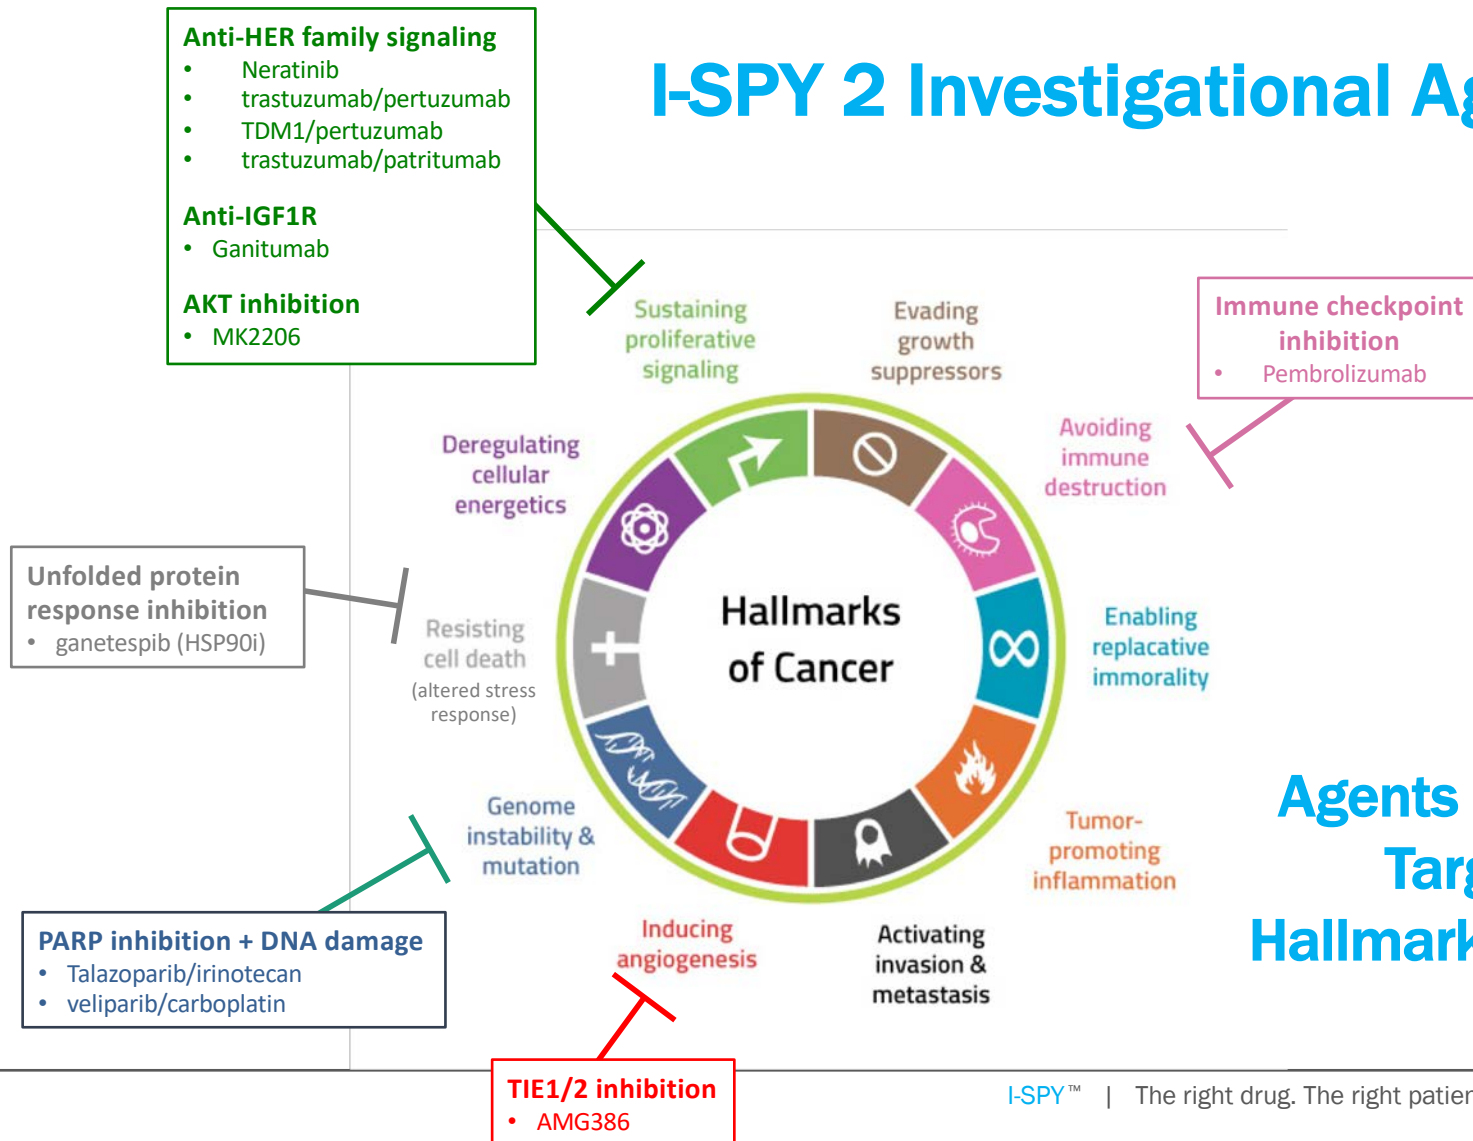 Anti-HER family signaling
• Neratinib
• trastuzumab/pertuzumab
• TDM1/pertuzumab
• trastuzumab/patritumab
Anti-IGF1R
• Ganitumab
AKT inhibition
• MK2206
I-SPY 2 Investigational Ag
Immune checkpoint
inhibition
• Pembrolizumab
Sustaining
proliferative
signaling
Evading
growth
suppressors
Avoiding
immune
destruction
Deregulating
cellular
energetics
Unfolded protein
response inhibition
• ganetespib (HSP90i)
Resisting
cell death
(altered stress
response)
Hallmarks
of Cancer
Enabling
replacative
immorality
Genome
instability &
mutation
Tumor-
promoting
inflammation
Agents
Targ
Hallmark
PARP inhibition + DNA damage
• Talazoparib/irinotecan
• veliparib/carboplatin
Inducing
angiogenesis
Activating
invasion &
metastasis
TIE1/2 inhibition
• AMG386
I-SPY™ | The right drug. The right patien